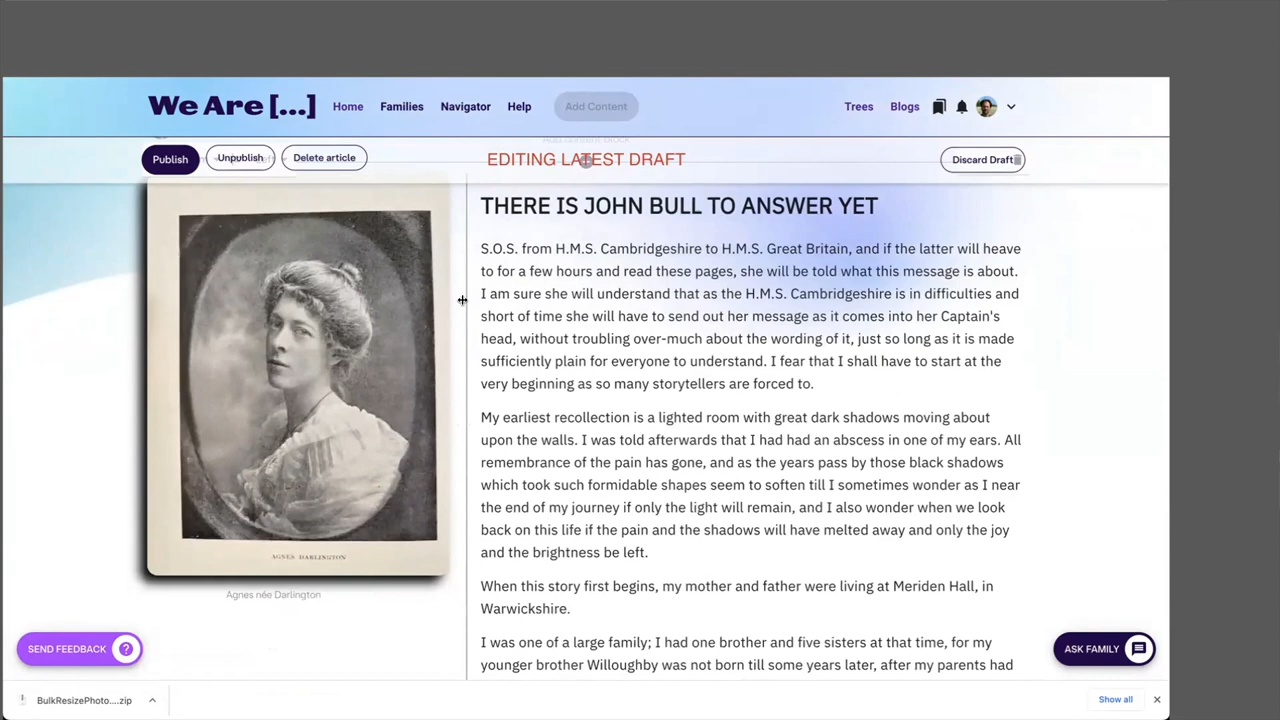 We Are [...] Home Families Navigator Help Add Content Trees Blogs
Add content block
Publish Unpublish Delete article EDITING LATEST DRAFT Discard Draft
THERE IS JOHN BULL TO ANSWER YET
S.O.S. from H.M.S. Cambridgeshire to H.M.S. Great Britain, and if the latter will heave
to for a few hours and read these pages, she will be told what this message is about.
I am sure she will understand that as the H.M.S. Cambridgeshire is in difficulties and
short of time she will have to send out her message as it comes into her Captain's
head, without troubling over-much about the wording of it, just so long as it is made
sufficiently plain for everyone to understand. I fear that I shall have to start at the
very beginning as so many storytellers are forced to.
My earliest recollection is a lighted room with great dark shadows moving about
upon the walls. I was told afterwards that I had had an abscess in one of my ears. All
remembrance of the pain has gone, and as the years pass by those black shadows
which took such formidable shapes seem to soften till I sometimes wonder as I near
the end of my journey if only the light will remain, and I also wonder when we look
back on this life if the pain and the shadows will have melted away and only the joy
and the brightness be left.
When this story first begins, my mother and father were living at Meriden Hall, in
Warwickshire.
I was one of a large family; I had one brother and five sisters at that time, for my
younger brother Willoughby was not born till some years later, after my parents had
AGNES DARLINGTON
Agnes née Darlington
SEND FEEDBACK ?
ASK FAMILY
BulkResizePhoto....zip
Show all